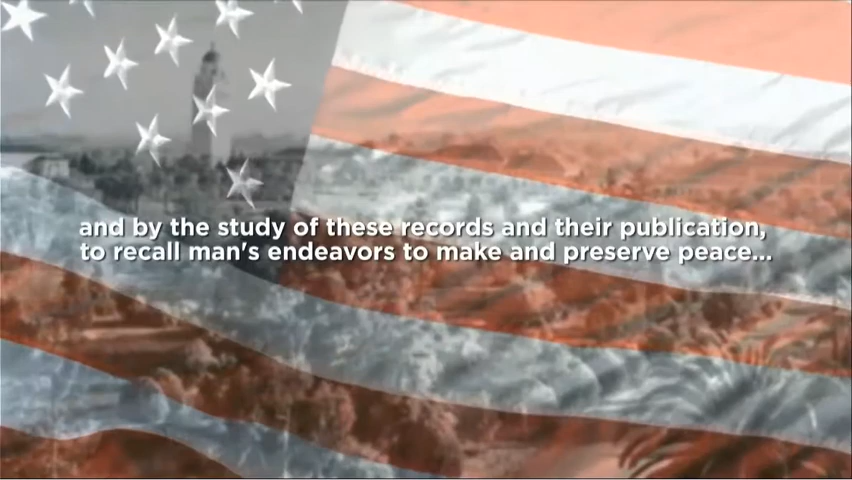 and by the study of these records and their publication,
to recall man's endeavors to make and preserve peace...